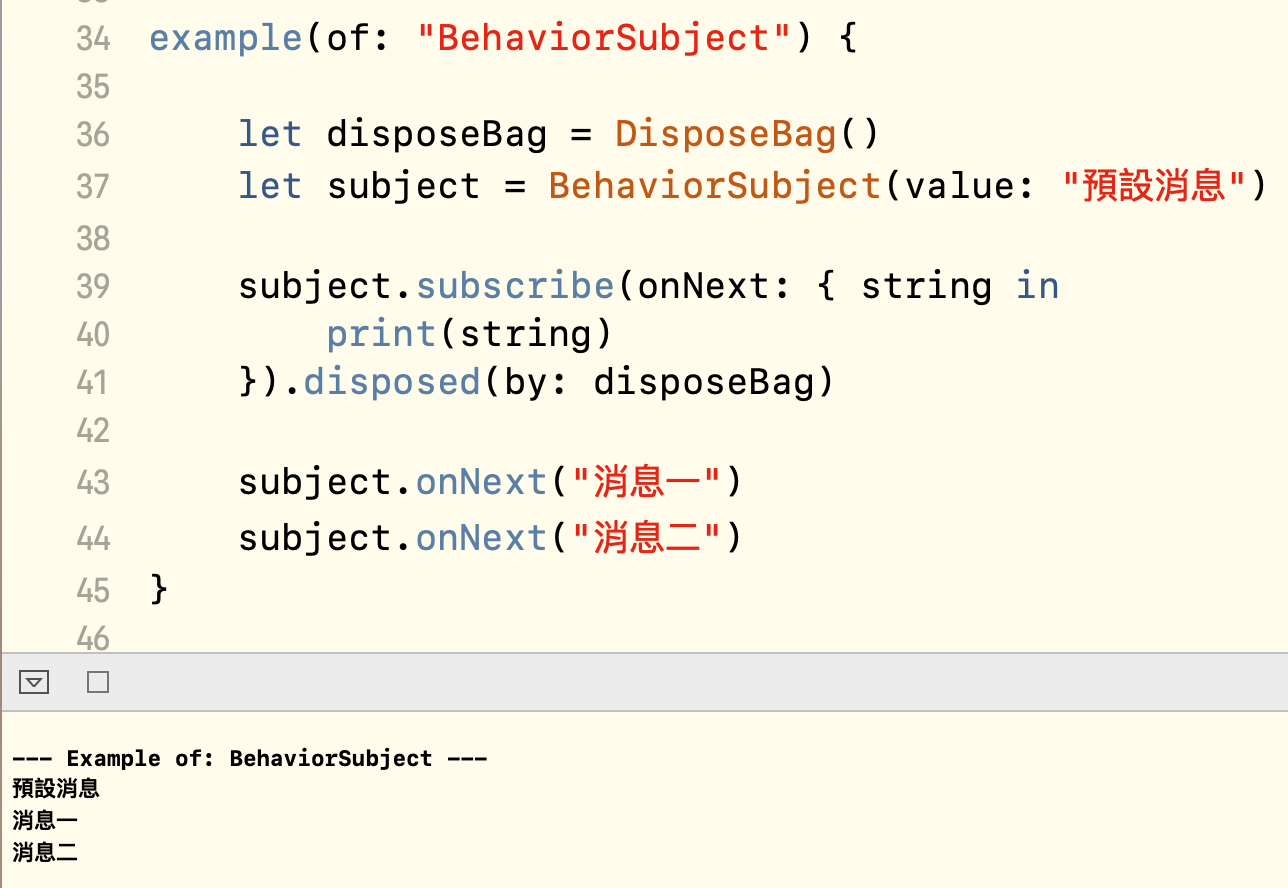 34 example(of: "BehaviorSubject") {
35
36 let disposeBag = DisposeBag()
37 let subject = BehaviorSubject(value: "預設消息")
38
39 subject.subscribe(onNext: { string in
40 print(string)
41 }).disposed(by: disposeBag)
42
43 subject.onNext("消息一")
44 subject.onNext("消息二")
45 }
46
--- Example of: BehaviorSubject ---
預設消息
消息一
消息二